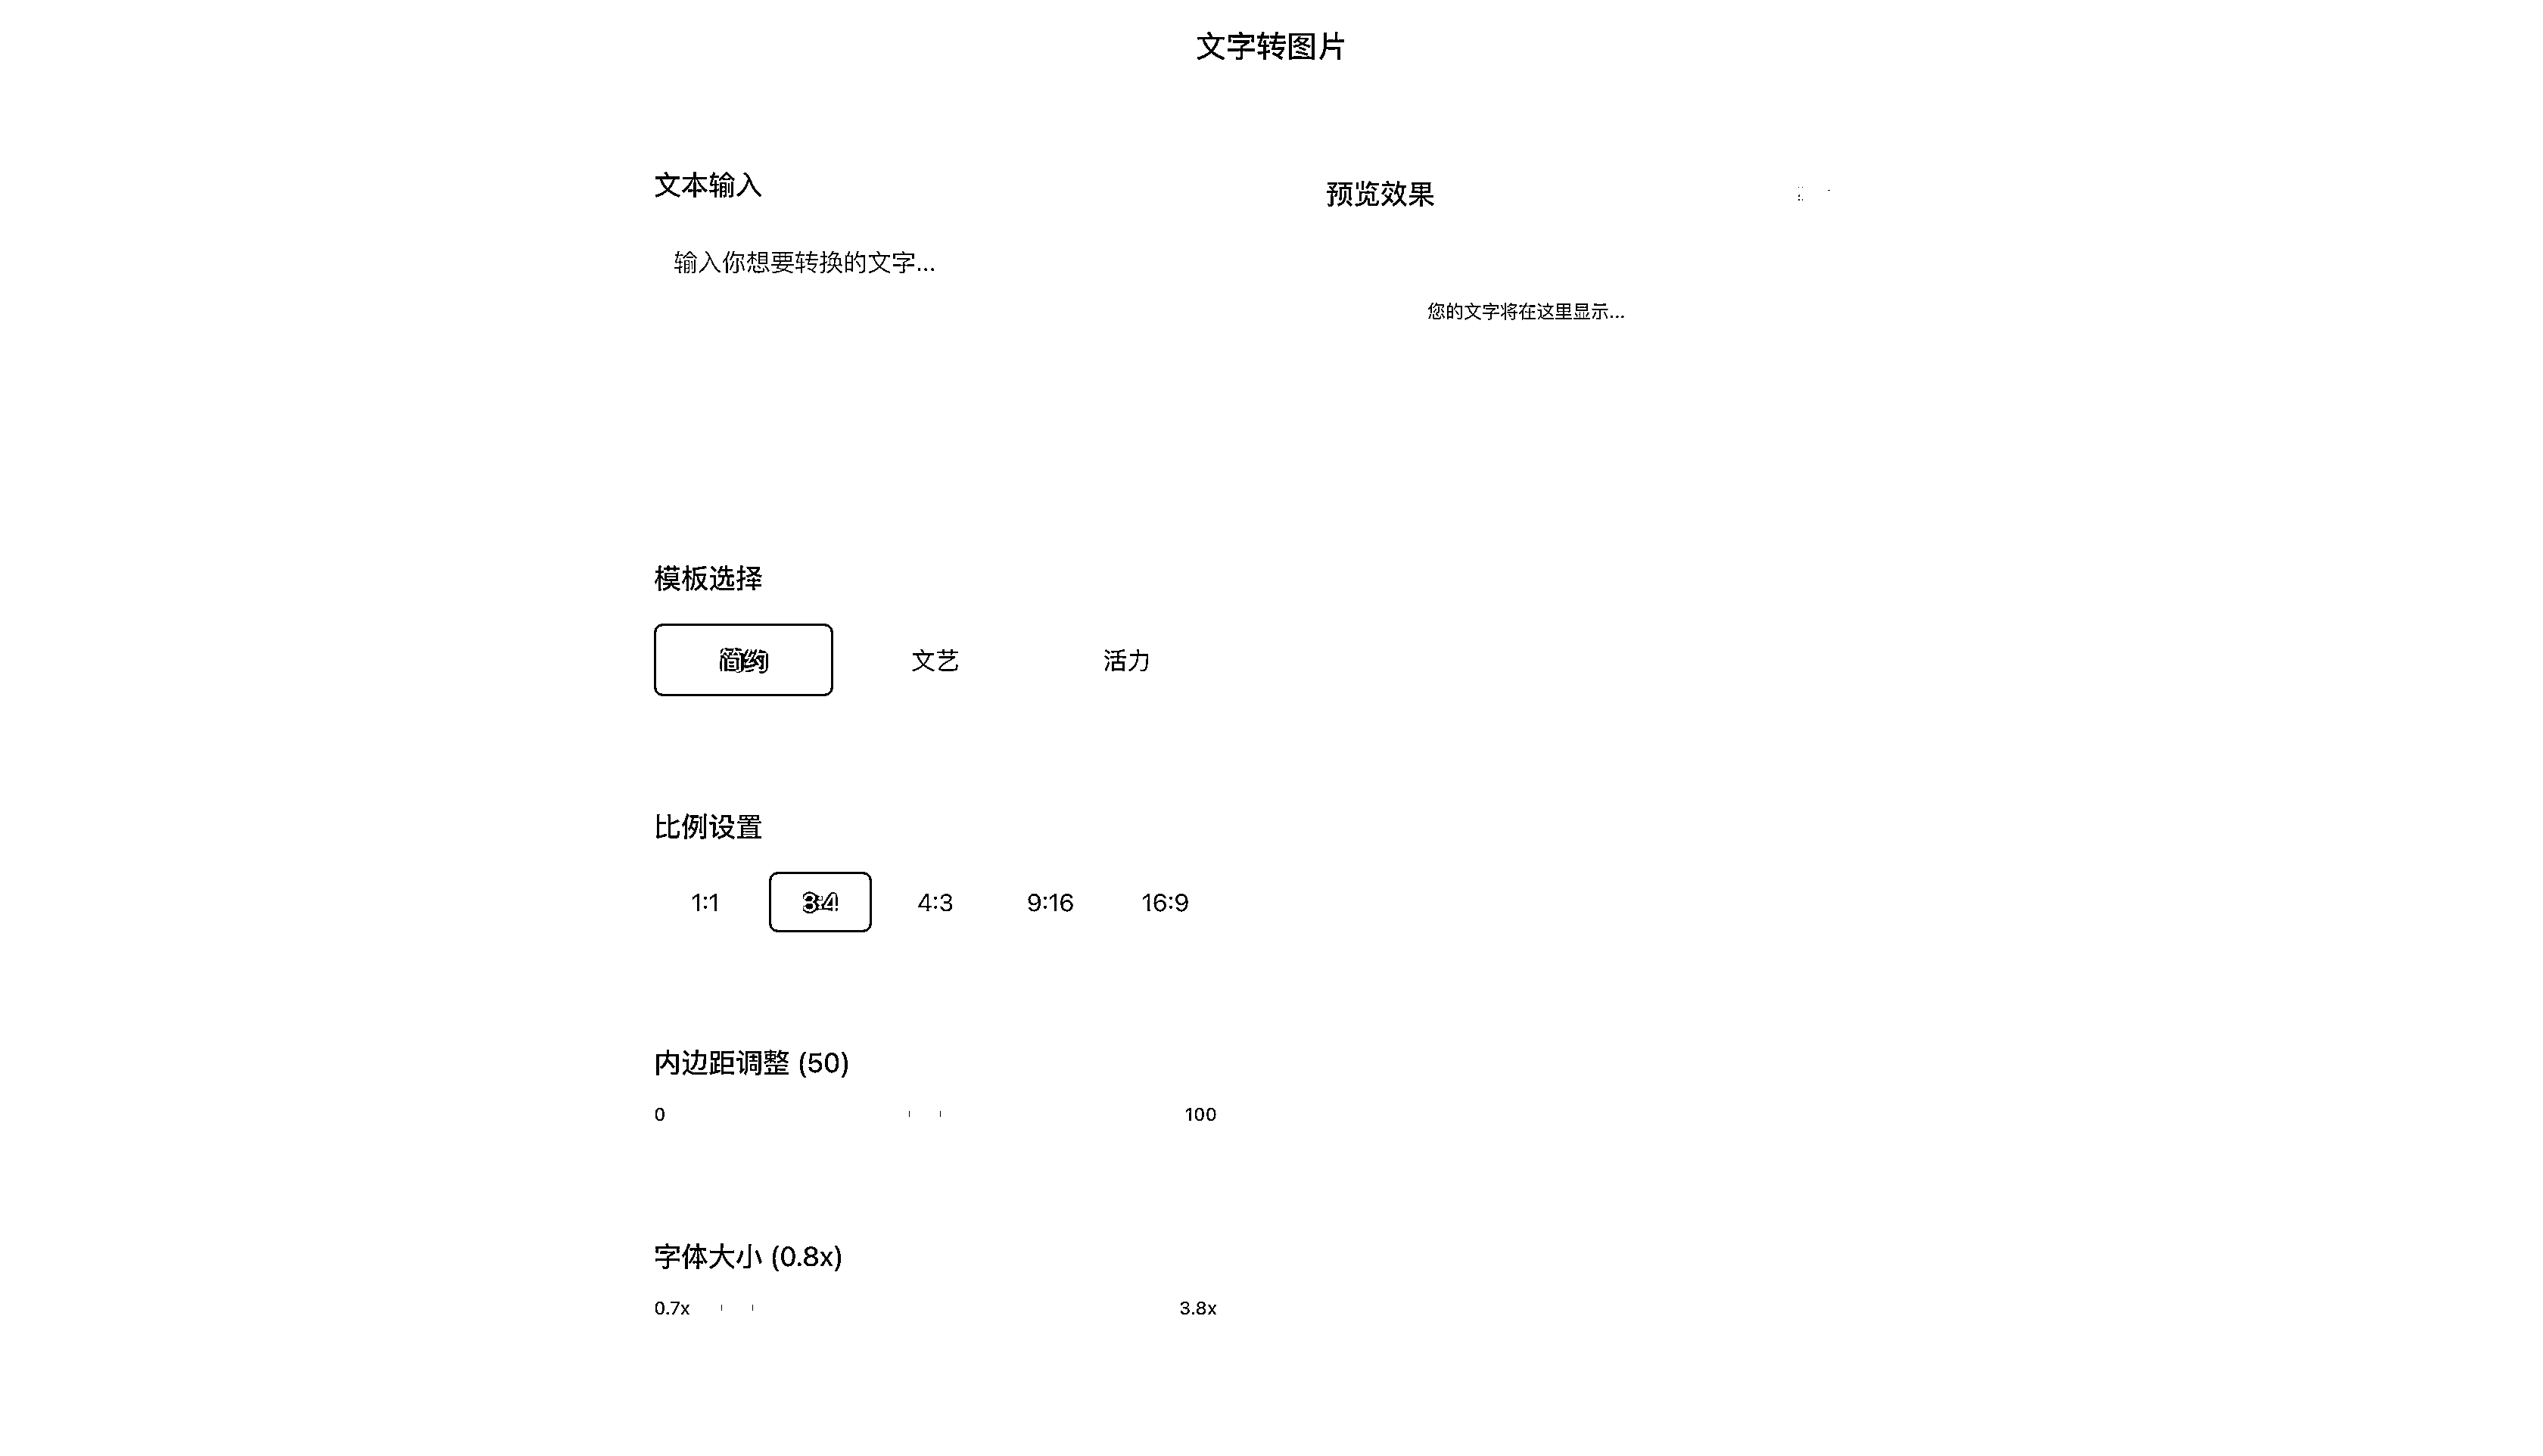 文字转图片
文本输入
输入你想要转换的文字...
预览效果
您的文字将在这里显示...
模板选择
简约 文艺 活力
比例设置
1:1 3:4 4:3 9:16 16:9
内边距调整 (50)
0 100
字体大小 (0.8x)
0.7x 3.8x